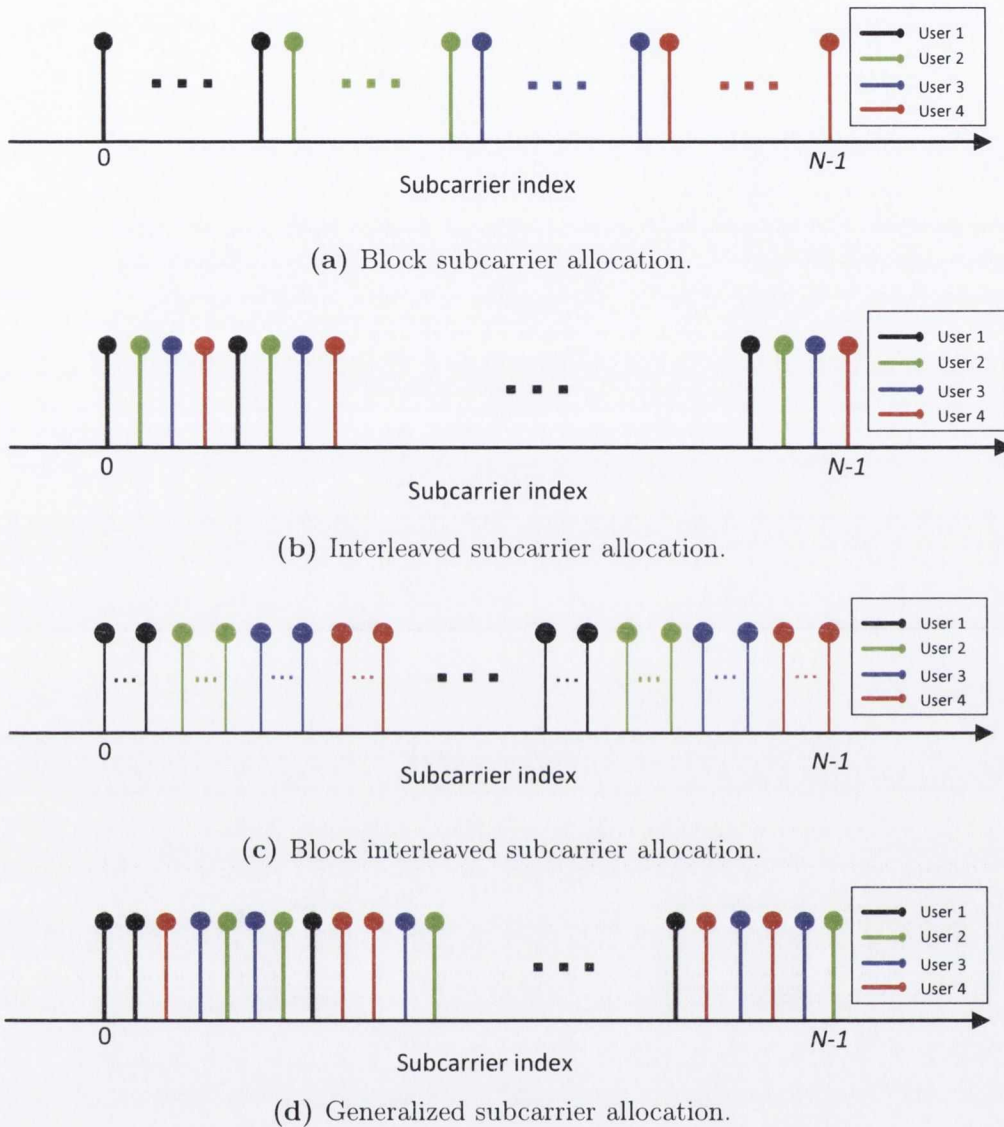 User 1
User 2
User 3
User 4
0
N-1
Subcarrier index
(a) Block subcarrier allocation.
User 1
User 2
User 3
User 4
0
N-1
Subcarrier index
(b) Interleaved subcarrier allocation.
User 1
User 2
User 3
User 4
0
N-1
Subcarrier index
(c) Block interleaved subcarrier allocation.
User 1
User 2
User 3
User 4
0
N-1
Subcarrier index
(d) Generalized subcarrier allocation.